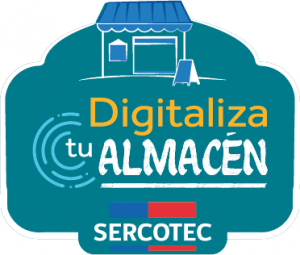 Digitaliza
tu ALMACÉN
SERCOTEC